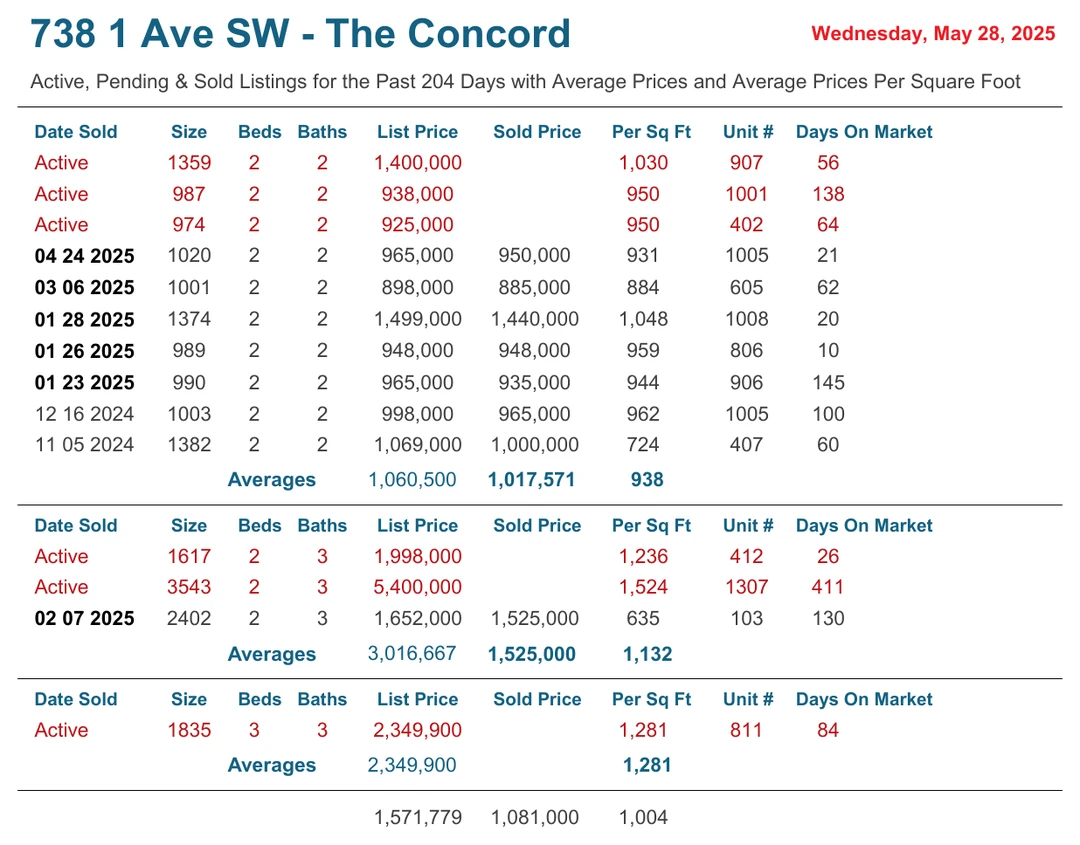 738 1 Ave SW - The Concord Wednesday, May 28, 2025
Active, Pending & Sold Listings for the Past 204 Days with Average Prices and Average Prices Per Square Foot
Date Sold Size Beds Baths List Price Sold Price Per Sq Ft Unit # Days On Market
Active 1359 2 2 1,400,000 1,030 907 56
Active 987 2 2 938,000 950 1001 138
Active 974 2 2 925,000 950 402 64
04 24 2025 1020 2 2 965,000 950,000 931 1005 21
03 06 2025 1001 2 2 898,000 885,000 884 605 62
01 28 2025 1374 2 2 1,499,000 1,440,000 1,048 1008 20
01 26 2025 989 2 2 948,000 948,000 959 806 10
01 23 2025 990 2 2 965,000 935,000 944 906 145
12 16 2024 1003 2 2 998,000 965,000 962 1005 100
11 05 2024 1382 2 2 1,069,000 1,000,000 724 407 60
Averages 1,060,500 1,017,571 938
Date Sold Size Beds Baths List Price Sold Price Per Sq Ft Unit # Days On Market
Active 1617 2 3 1,998,000 1,236 412 26
Active 3543 2 3 5,400,000 1,524 1307 411
02 07 2025 2402 2 3 1,652,000 1,525,000 635 103 130
Averages 3,016,667 1,525,000 1,132
Date Sold Size Beds Baths List Price Sold Price Per Sq Ft Unit # Days On Market
Active 1835 3 3 2,349,900 1,281 811 84
Averages 2,349,900 1,281
1,571,779 1,081,000 1,004